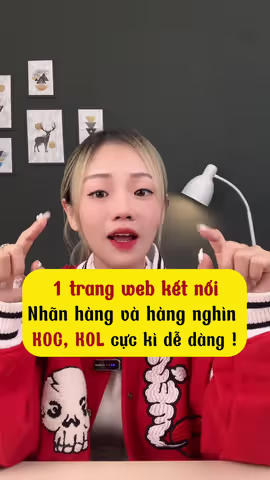 1 trang web kết nối
Nhãn hàng và hàng nghìn
KOC, KOL cực kì dễ dàng !